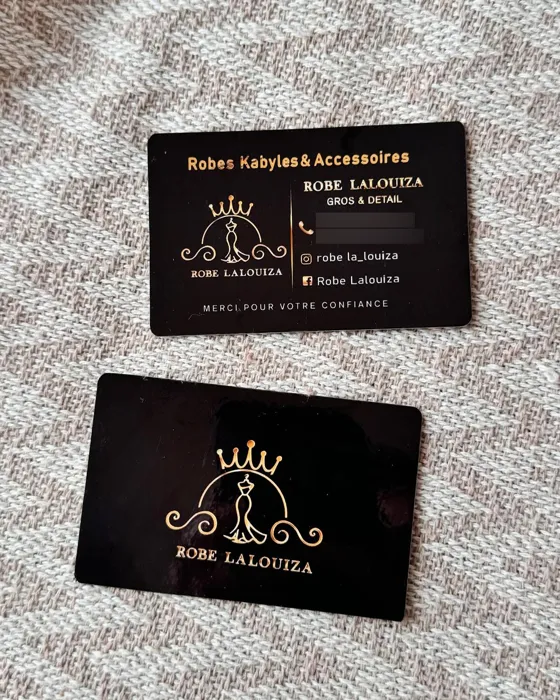 Robes Kabyles & Accessoires
ROBE LALOUIZA
GROS & DETAIL
robe la_louiza
Robe Lalouiza
ROBE LALOUIZA
MERCI POUR VOTRE CONFIANCE
ROBE LALOUIZA